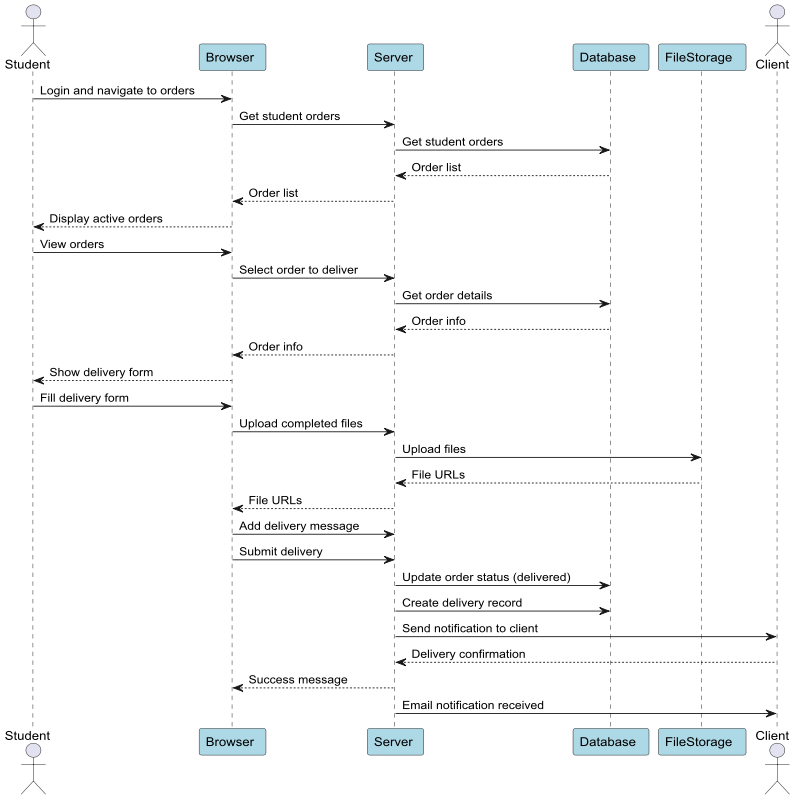 Student
Browser
Server
Database
FileStorage
Client
Login and navigate to orders
Get student orders
Get student orders
Order list
Order list
Display active orders
View orders
Select order to deliver
Get order details
Order info
Order info
Show delivery form
Fill delivery form
Upload completed files
Upload files
File URLs
File URLs
Add delivery message
Submit delivery
Update order status (delivered)
Create delivery record
Send notification to client
Delivery confirmation
Success message
Email notification received
Student
Browser
Server
Database
FileStorage
Client